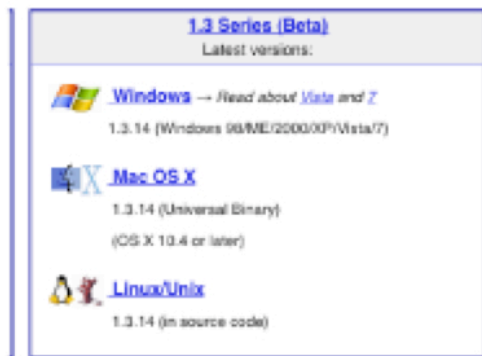 1.3 Series (Beta)
Latest versions:
Windows → Read about Vista and 7
1.3.14 (Windows 98/ME/2000/XP/Vista/7)
Mac OS X
1.3.14 (Universal Binary)
(OS X 10.4 or later)
Linux/Unix
1.3.14 (in source code)